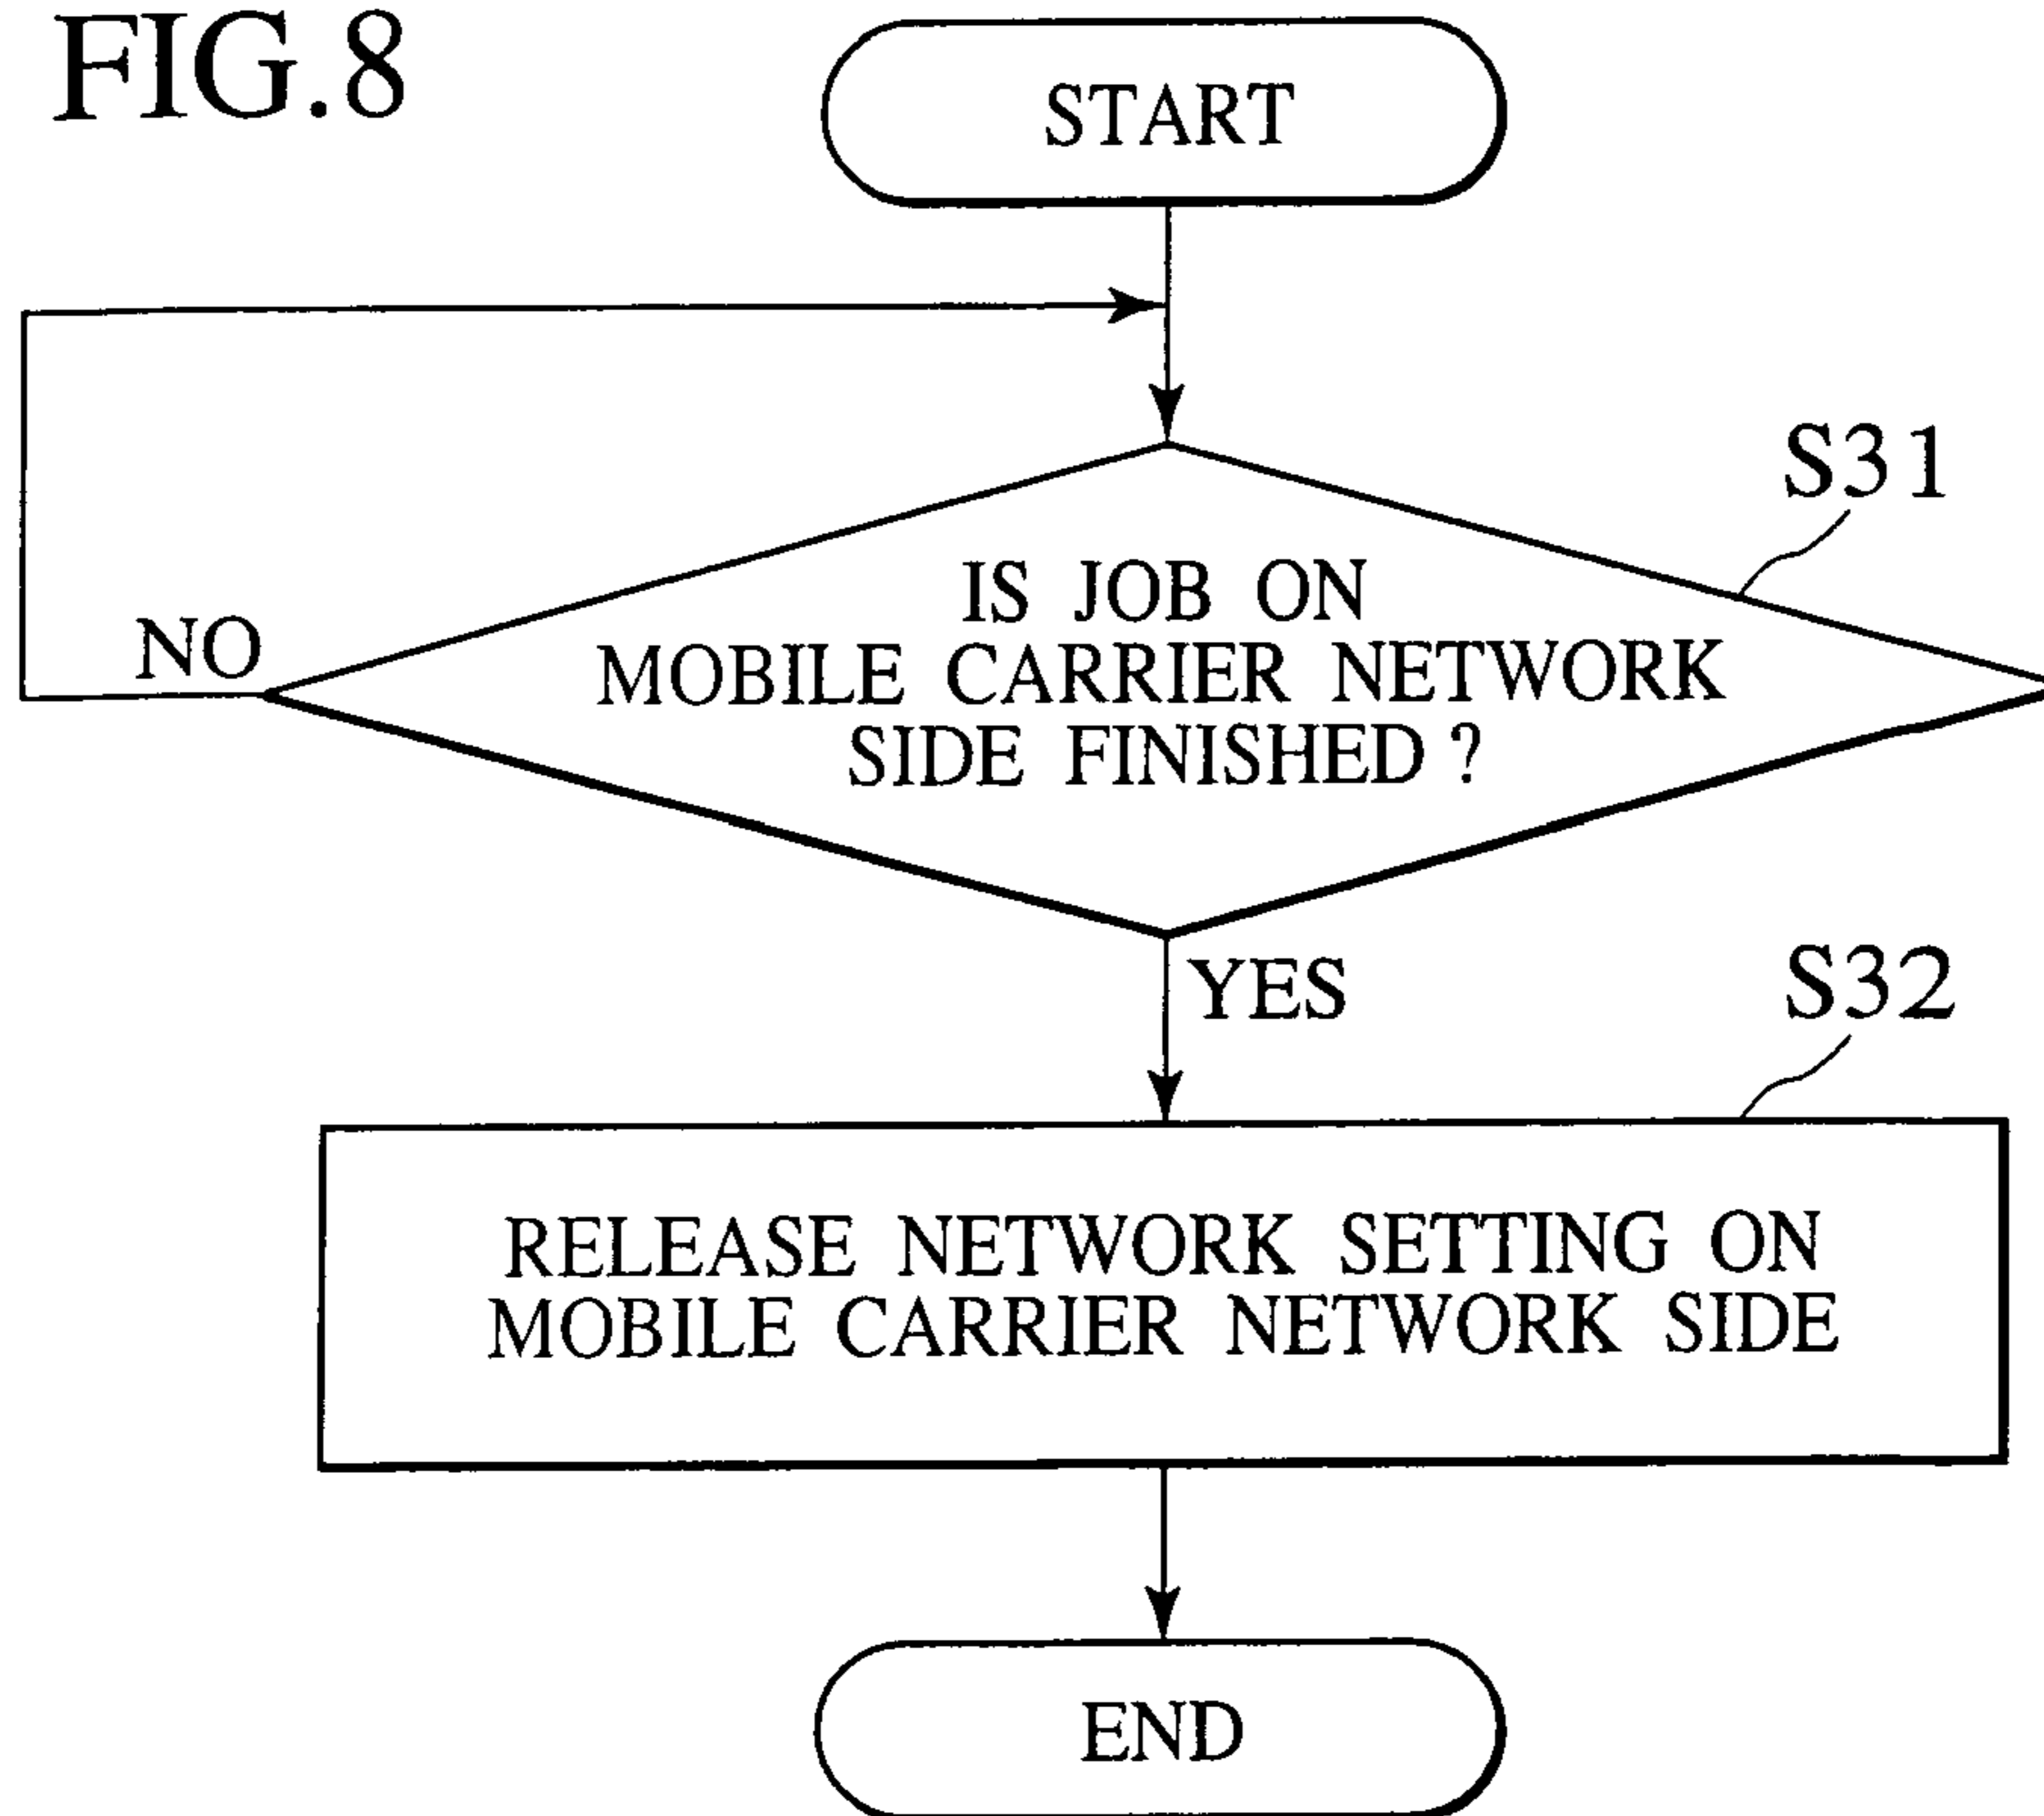 FIG.8
START
S31
IS JOB ON
MOBILE CARRIER NETWORK
SIDE FINISHED ?
NO
YES
S32
RELEASE NETWORK SETTING ON
MOBILE CARRIER NETWORK SIDE
END